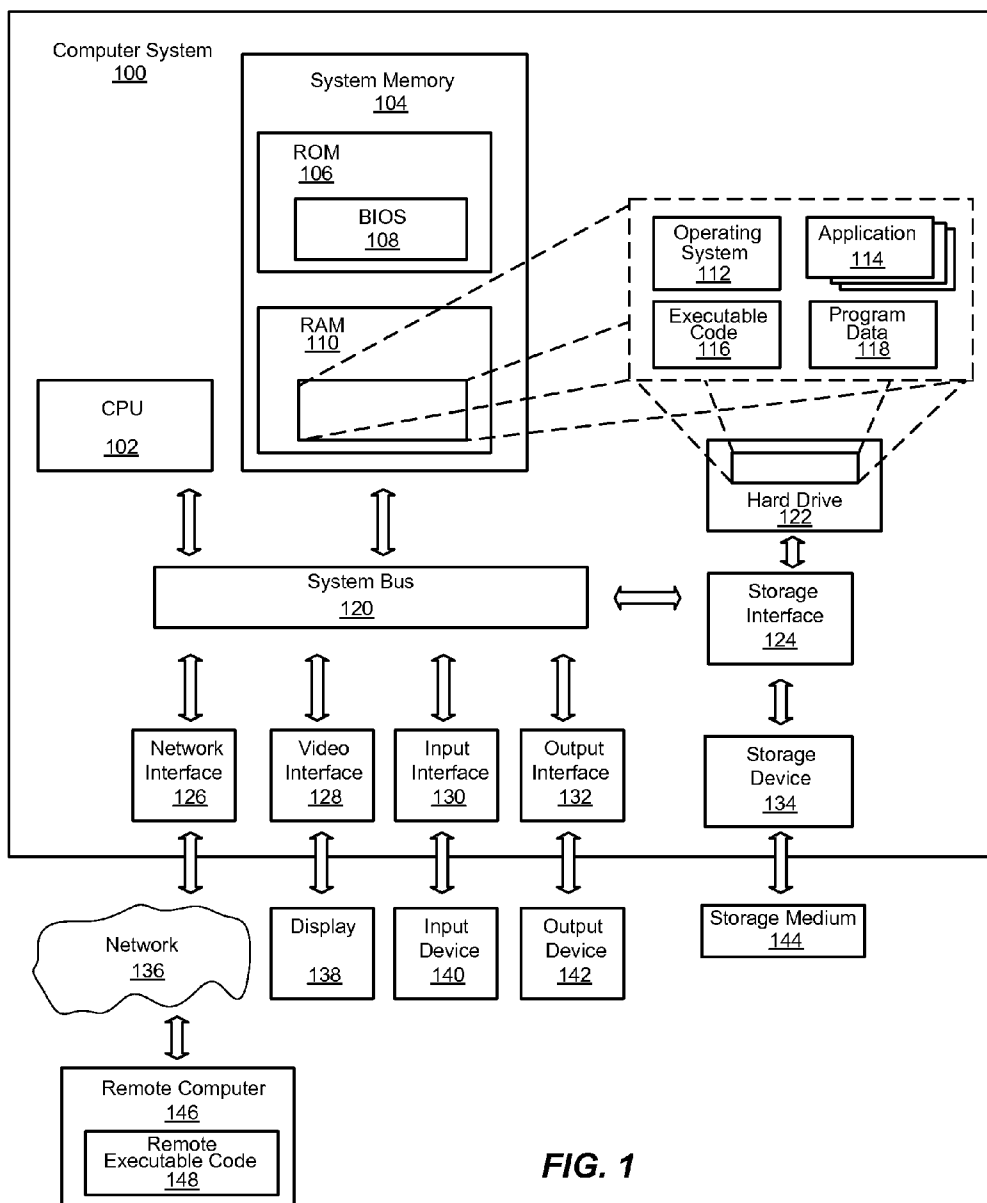 Computer System
100
System Memory
104
ROM
106
BIOS
108
RAM
110
Operating
System
112
Application
114
Executable
Code
116
Program
Data
118
CPU
102
Hard Drive
122
System Bus
120
Storage
Interface
124
Network
Interface
126
Video
Interface
128
Input
Interface
130
Output
Interface
132
Storage
Device
134
Network
136
Display
138
Input
Device
140
Output
Device
142
Storage Medium
144
Remote Computer
146
Remote
Executable Code
148
FIG. 1